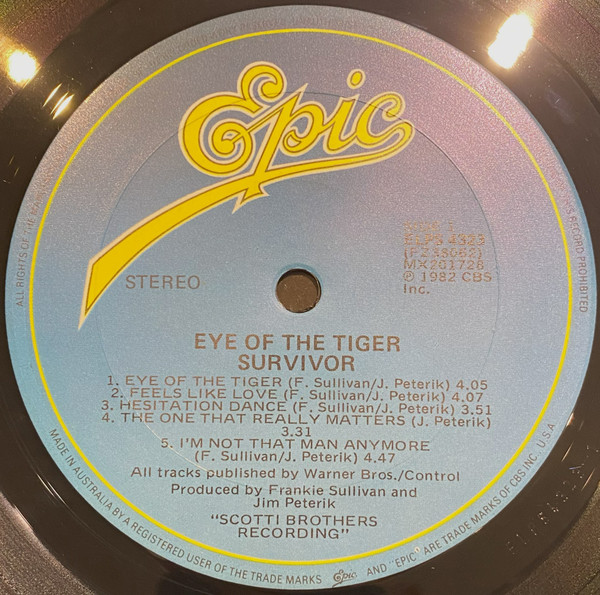 Epic
STEREO
SIDE 1
ELPS 4323
(FZ 38062)
MX261728
℗ 1982 CBS
Inc.
EYE OF THE TIGER
SURVIVOR
1. EYE OF THE TIGER (F. Sullivan/J. Peterik) 4.05
2. FEELS LIKE LOVE (F. Sullivan/J. Peterik) 4.07
3. HESITATION DANCE (F. Sullivan/J. Peterik) 3.51
4. THE ONE THAT REALLY MATTERS (J. Peterik)
3.31
5. I'M NOT THAT MAN ANYMORE
(F. Sullivan/J. Peterik) 4.47
All tracks published by Warner Bros./Control
Produced by Frankie Sullivan and
Jim Peterik
"SCOTTI BROTHERS
RECORDING"
ALL RIGHTS OF THE
RECORD PROHIBITED
MADE IN AUSTRALIA BY A REGISTERED USER OF THE TRADE MARKS Epic AND "EPIC" ARE TRADE MARKS OF CBS INC. U.S.A.